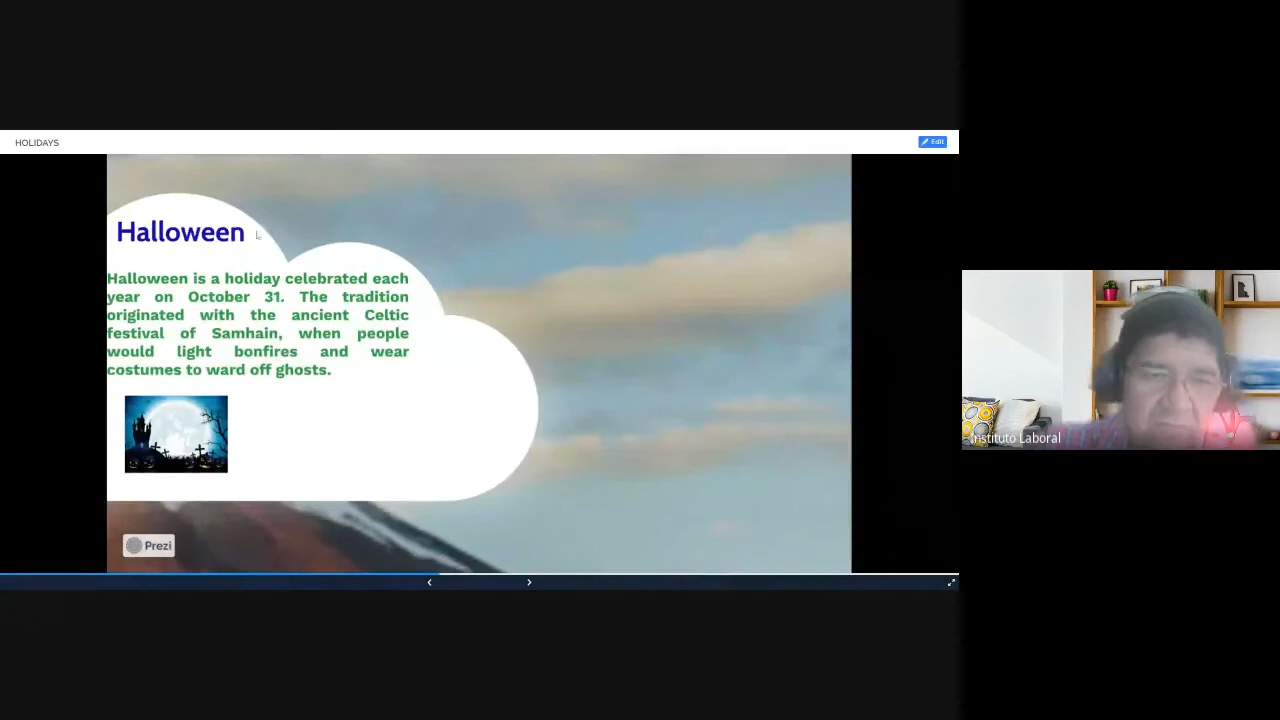 HOLIDAYS
Edit
Halloween
Halloween is a holiday celebrated each
year on October 31. The tradition
originated with the ancient Celtic
festival of Samhain, when people
would light bonfires and wear
costumes to ward off ghosts.
Prezi
Instituto Laboral